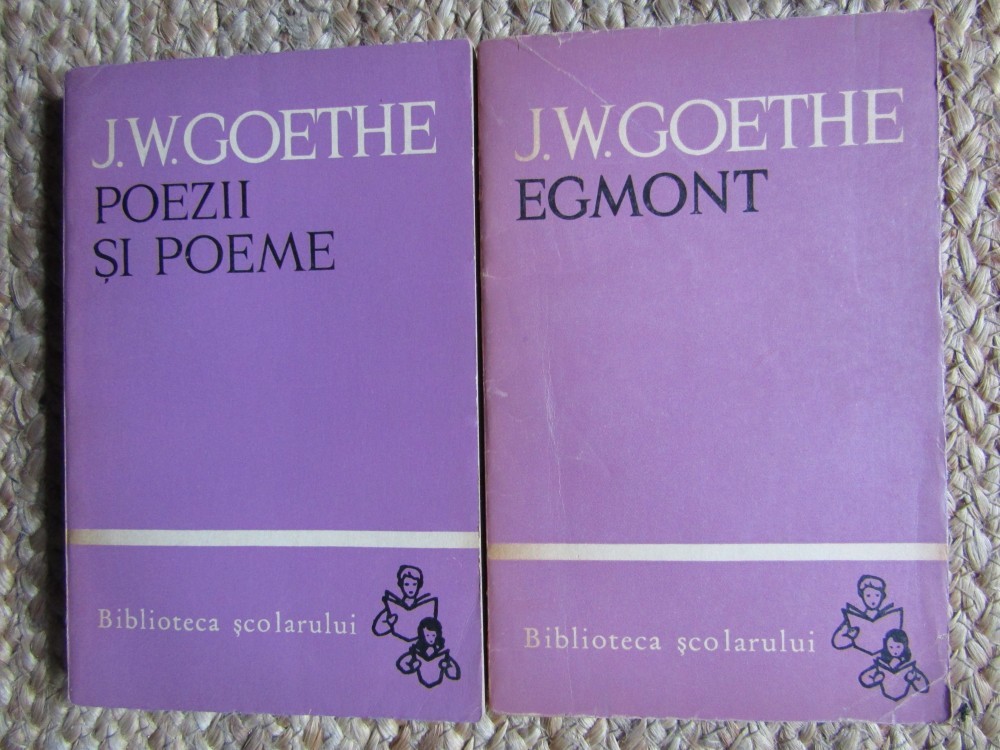 J.W.GOETHE
POEZII
ȘI POEME
Biblioteca școlarului
J.W.GOETHE
EGMONT
Biblioteca școlarului